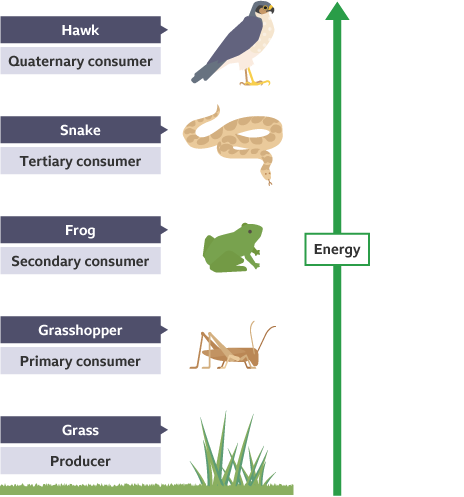 Hawk
Quaternary consumer
Snake
Tertiary consumer
Frog
Secondary consumer
Energy
Grasshopper
Primary consumer
Grass
Producer